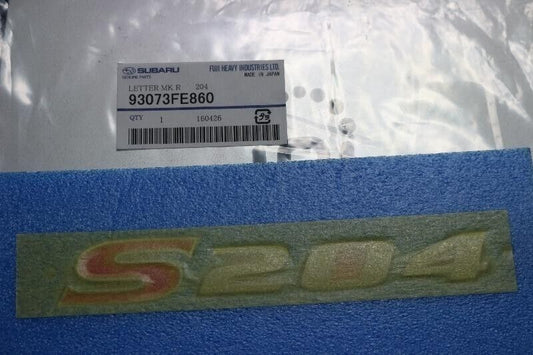 SUBARU FUJI HEAVY INDUSTRIES LTD.
GENUINE PARTS MADE IN JAPAN
LETTER MK R 204
93073FE860
QTY 1 160426
S204